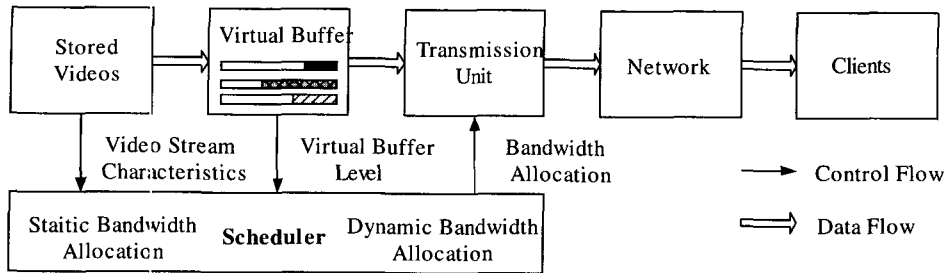 Stored
Videos
Virtual Buffer
Transmission
Unit
Network
Clients
Video Stream
Characteristics
Virtual Buffer
Level
Bandwidth
Allocation
Control Flow
Data Flow
Staitic Bandwidth
Allocation
Scheduler
Dynamic Bandwidth
Allocation